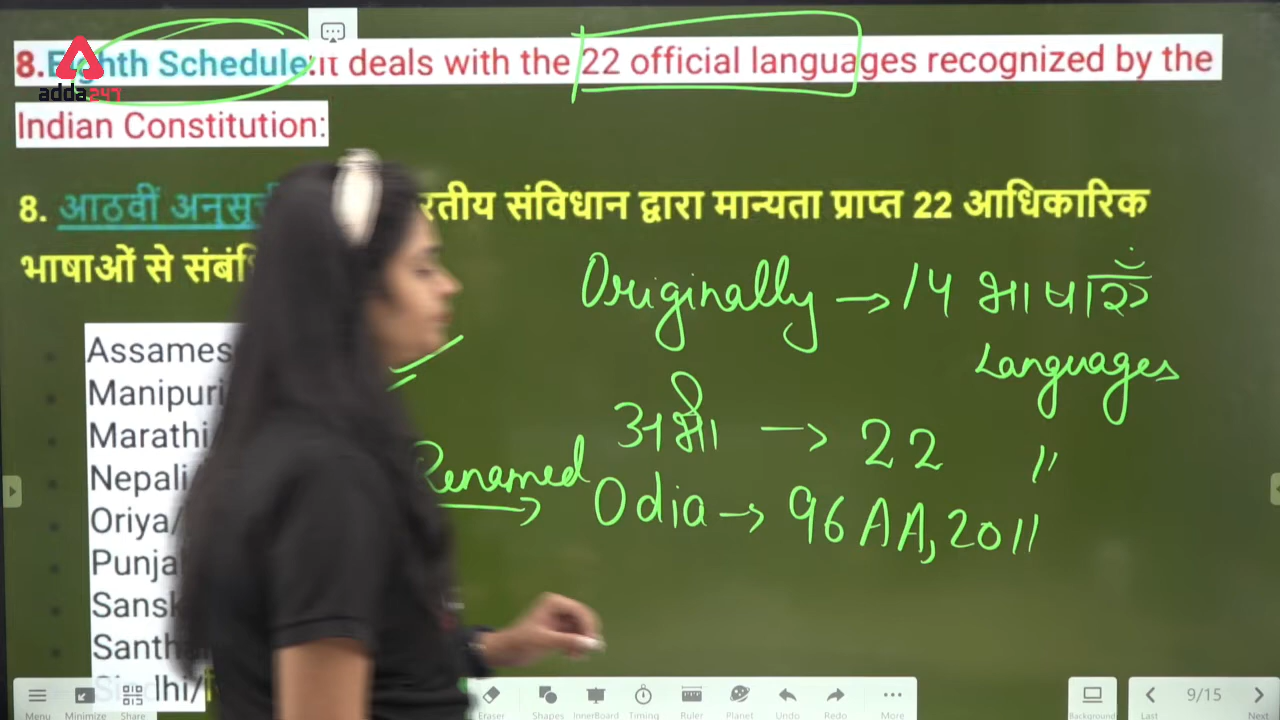 8.Eighth Schedule:It deals with the 22 official languages recognized by the
adda247
Indian Constitution:
8. आठवीं भारतीय संविधान द्वारा मान्यता प्राप्त 22 आधिकारिक
भाषाओं से
Originally → 14 भाषाएं
Languages
Assames
अभी → 22 "
Manipuri
Marathi/
Renamed
Nepali
Odia → 96 AA, 2011
Oriya/
Punja
Sansk
Santha
Menu Minimize Share Eraser Shapes InnerBoard Timing Ruler Planet Undo Redo More Background Last 9/15 Next